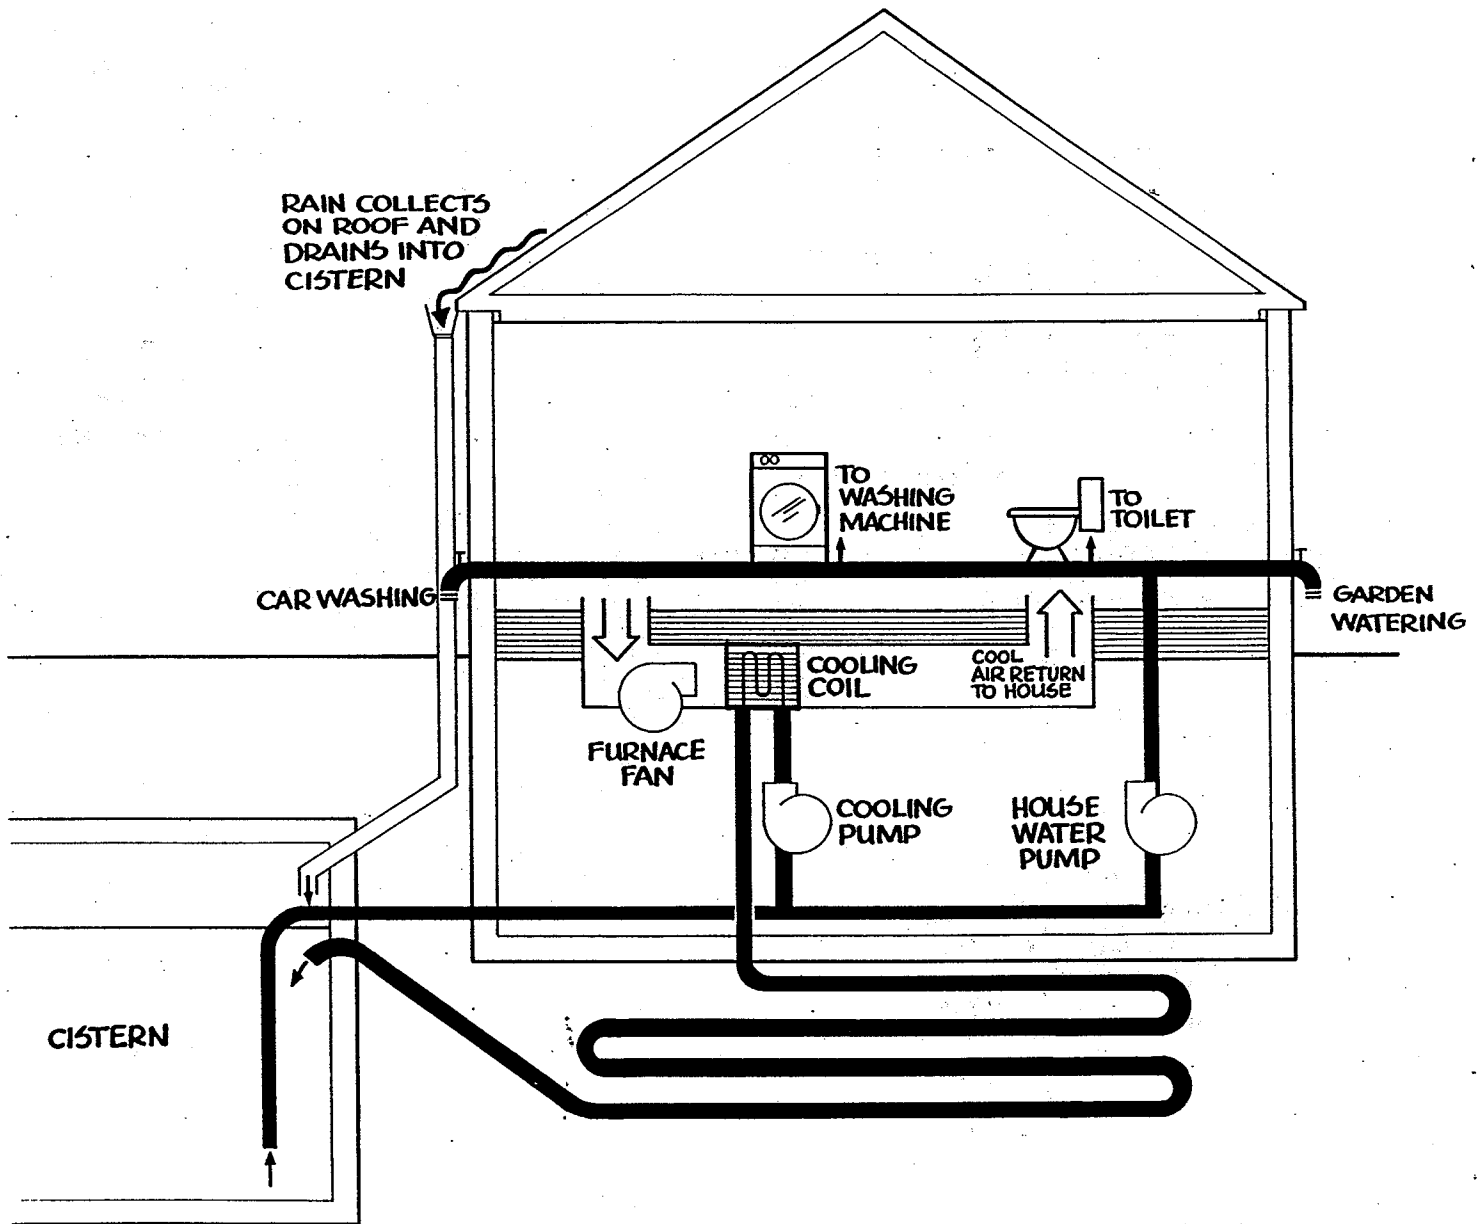 RAIN COLLECTS
ON ROOF AND
DRAINS INTO
CISTERN
TO
WASHING
MACHINE
TO
TOILET
CAR WASHING
GARDEN
WATERING
COOLING
COIL
COOL
AIR RETURN
TO HOUSE
FURNACE
FAN
COOLING
PUMP
HOUSE
WATER
PUMP
CISTERN